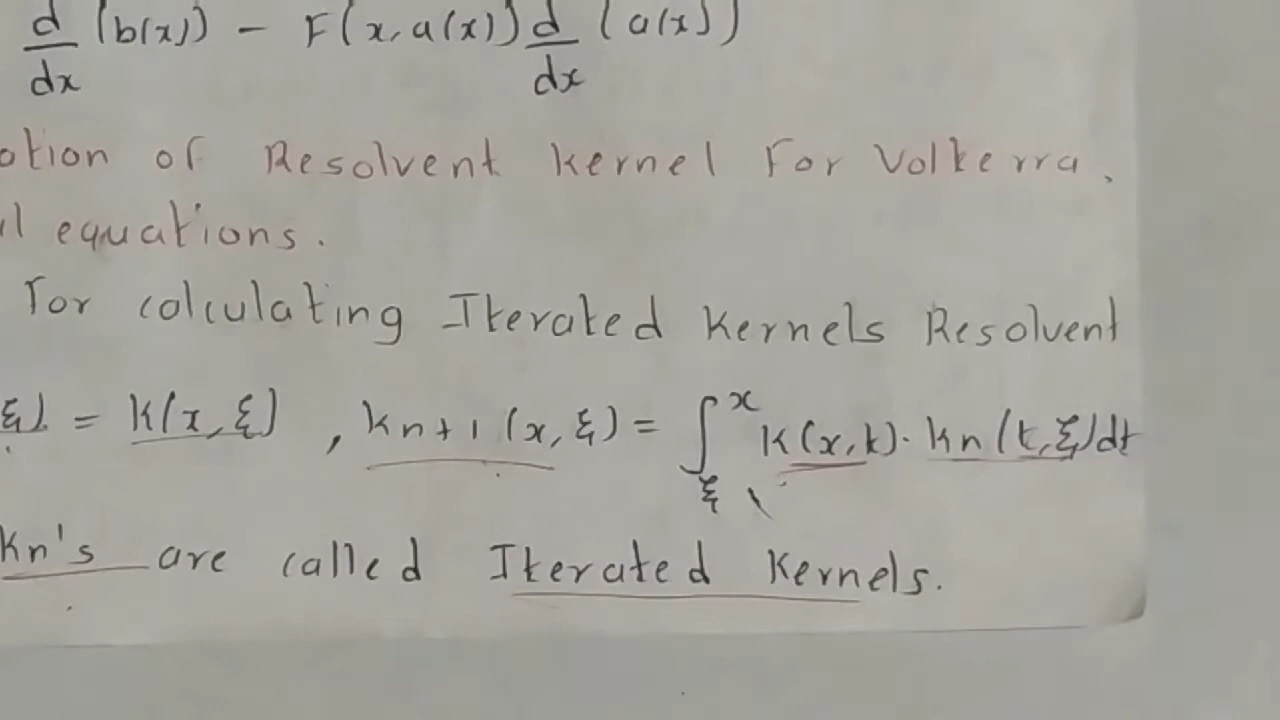 d/dx (b(x)) - F(x, a(x)) d/dx (a(x))
otion of Resolvent kernel For Volterra,
l equations.
For calculating Iterated Kernels Resolvent
ξ) = k(x, ξ), kn+1 (x, ξ) = ∫_ξ^x k(x,t). kn (t, ξ) dt
kn's are called Iterated Kernels.